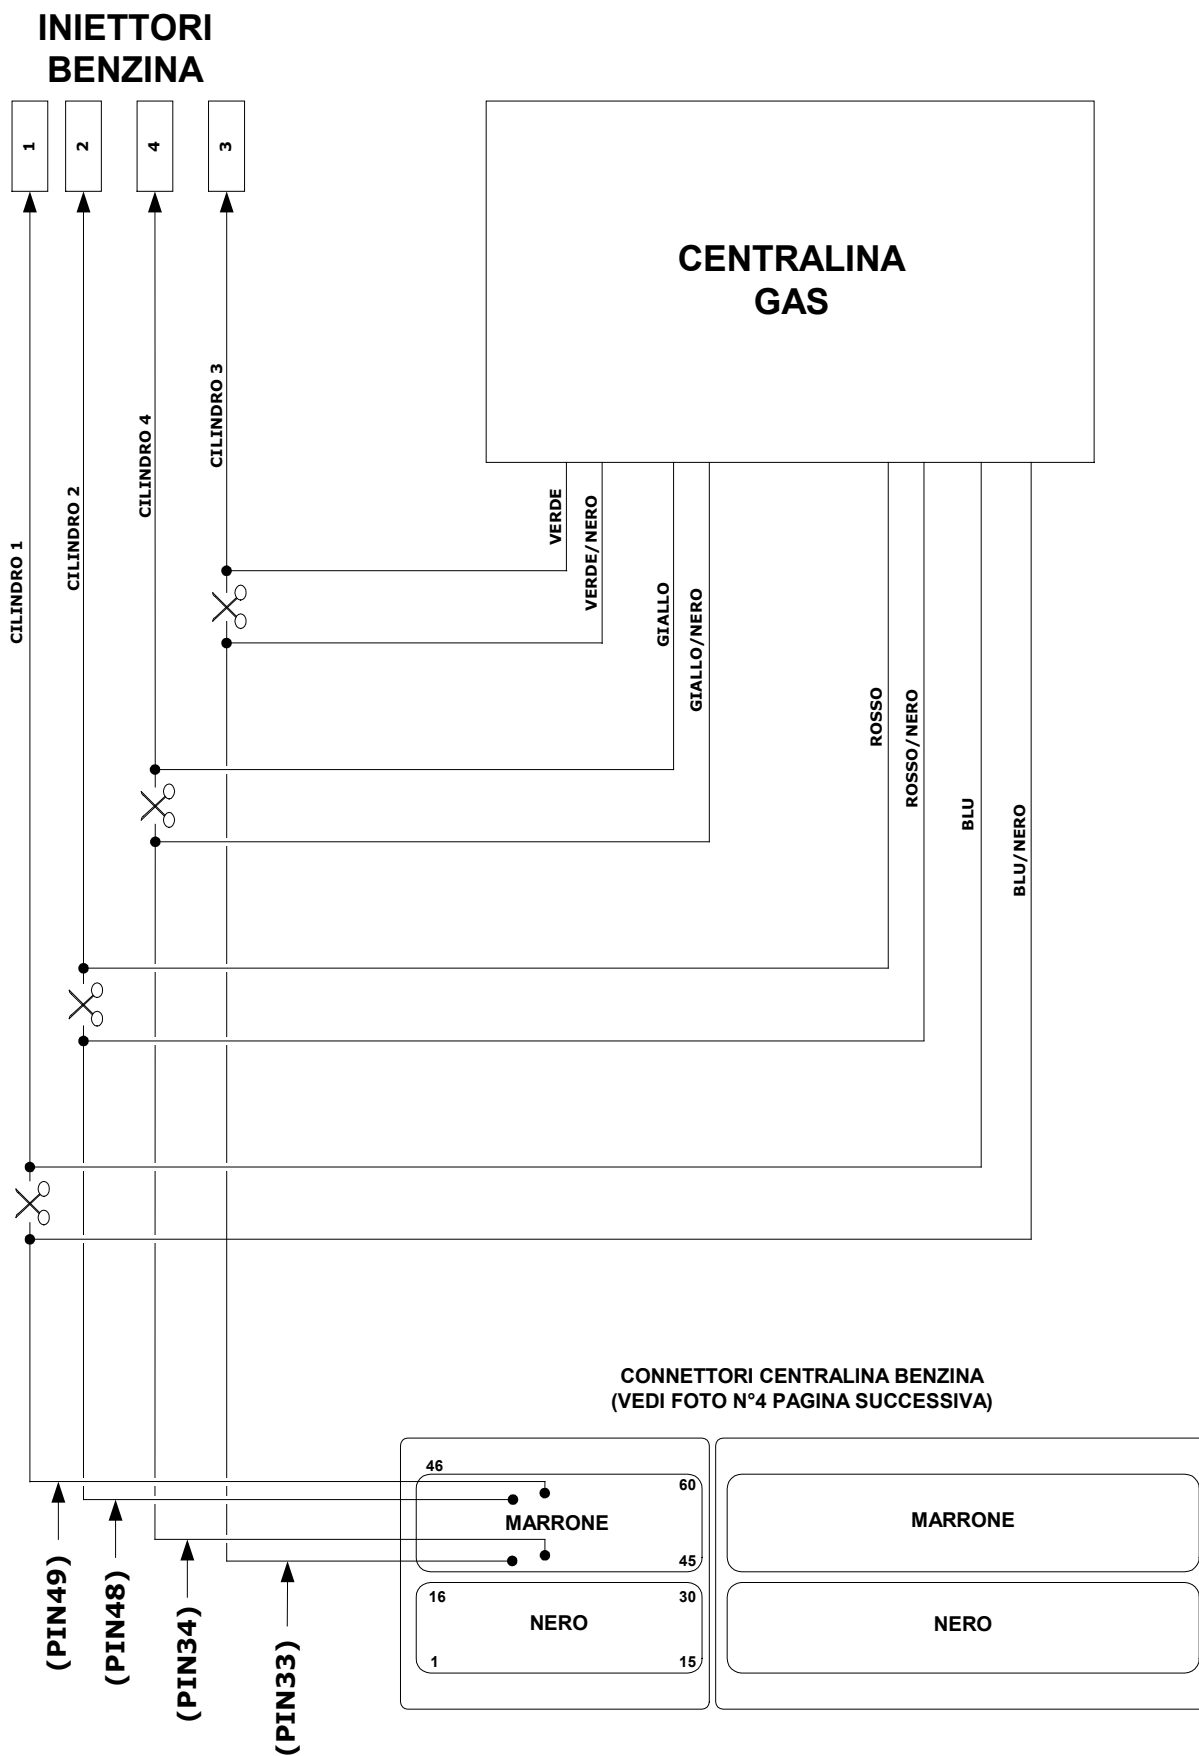 INIETTORI
BENZINA
1
2
4
3
CENTRALINA
GAS
CILINDRO 1
CILINDRO 2
CILINDRO 4
CILINDRO 3
VERDE
VERDE/NERO
GIALLO
GIALLO/NERO
ROSSO
ROSSO/NERO
BLU
BLU/NERO
CONNETTORI CENTRALINA BENZINA
(VEDI FOTO N°4 PAGINA SUCCESSIVA)
46
60
MARRONE
45
16
30
NERO
1
15
MARRONE
NERO
(PIN49)
(PIN48)
(PIN34)
(PIN33)